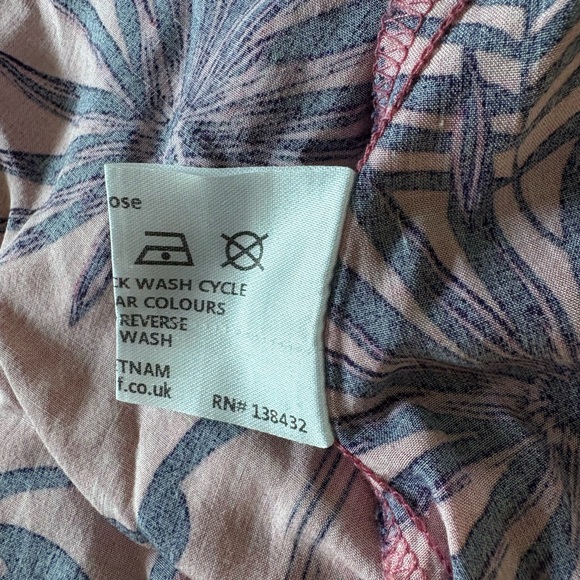 ose
CK WASH CYCLE
AR COLOURS
REVERSE
WASH
ETNAM
f.co.uk
RN# 138432